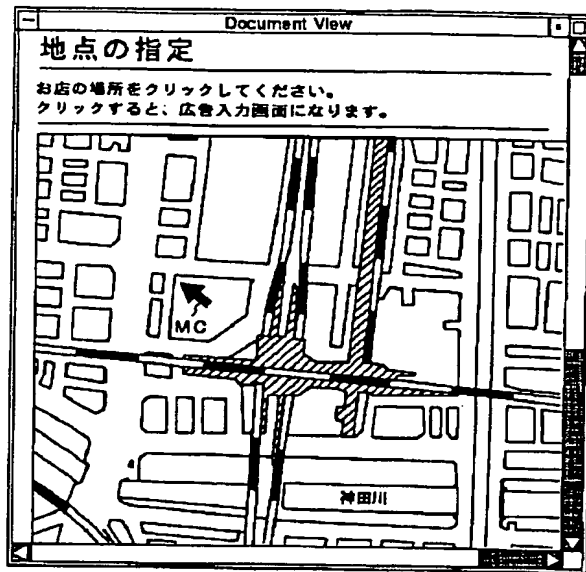 Document View
地点の指定
お店の場所をクリックしてください。
クリックすると、広告入力画面になります。
MC
神田川